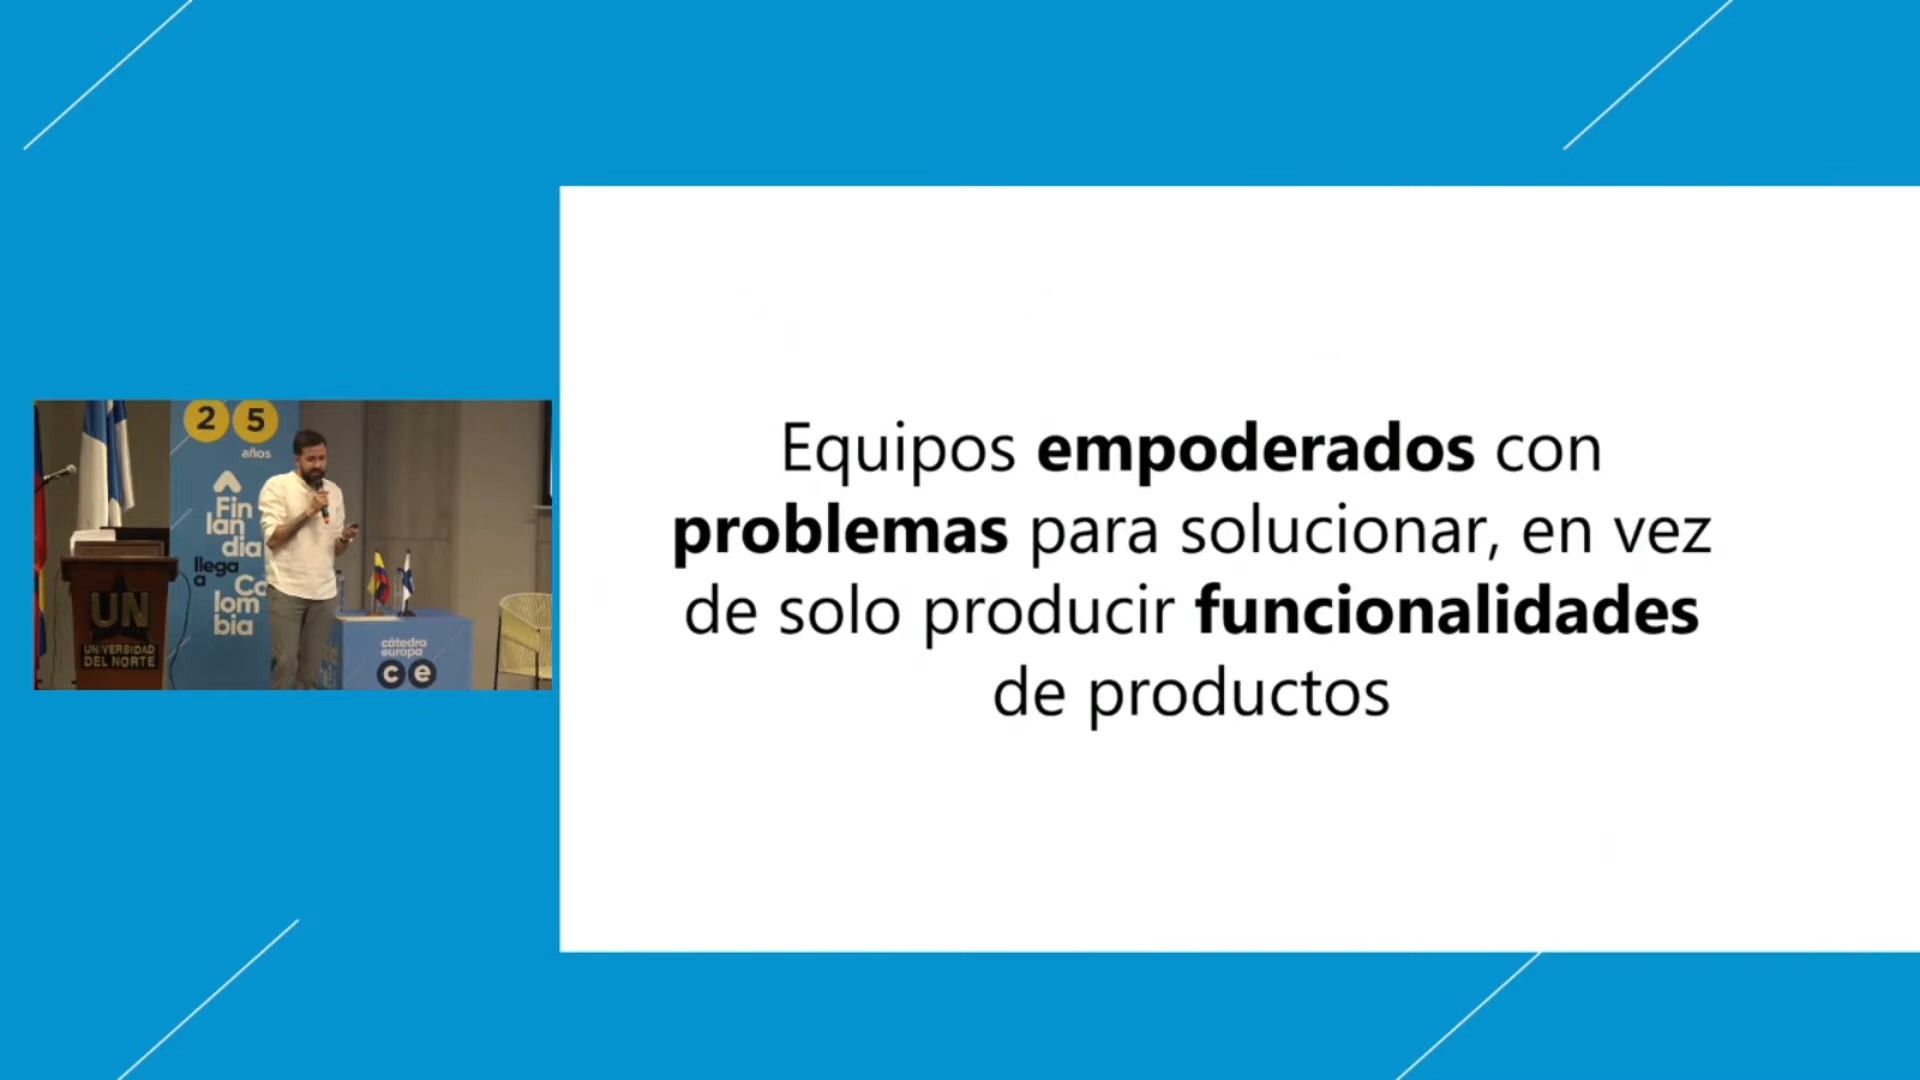 2 5
años
Fin
lan
dia
llega
a
Co
lom
bia
UN
UNIVERSIDAD
DEL NORTE
cátedra
europa
ce
Equipos empoderados con
problemas para solucionar, en vez
de solo producir funcionalidades
de productos